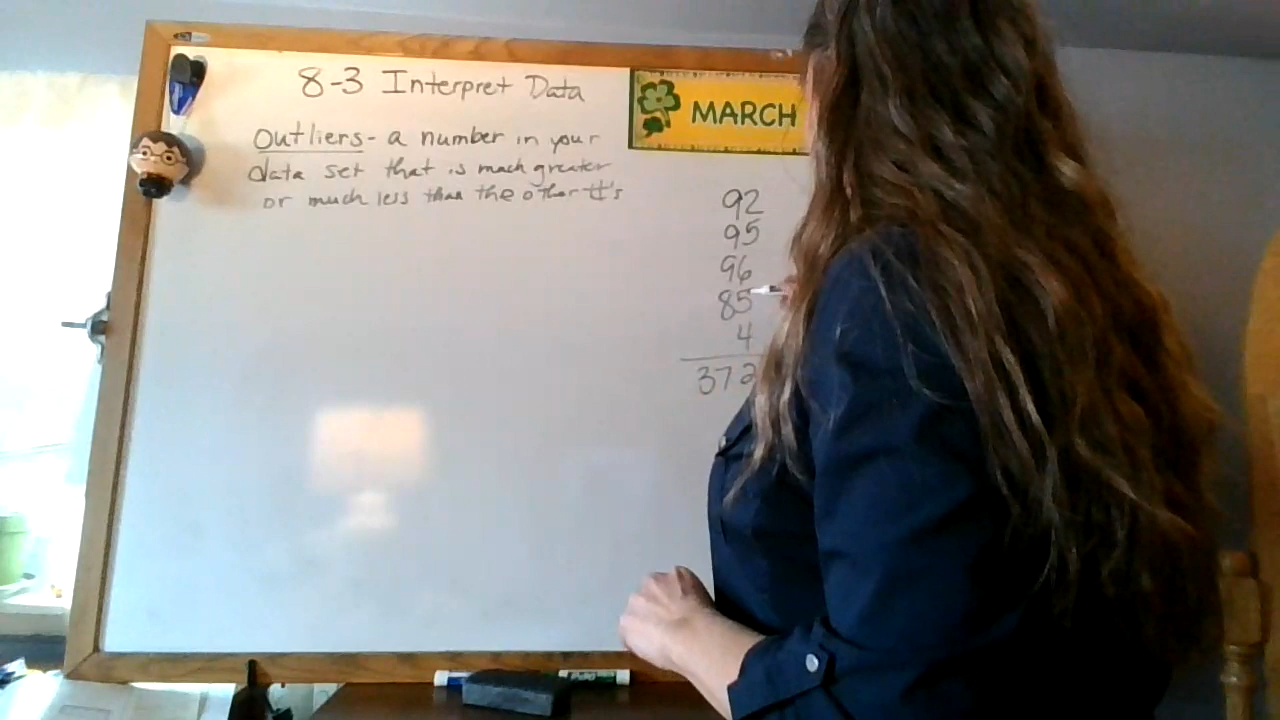 8-3 Interpret Data
MARCH
Outliers- a number in your
data set that is much greater
or much less than the other #'s
92
95
96
85
4
372